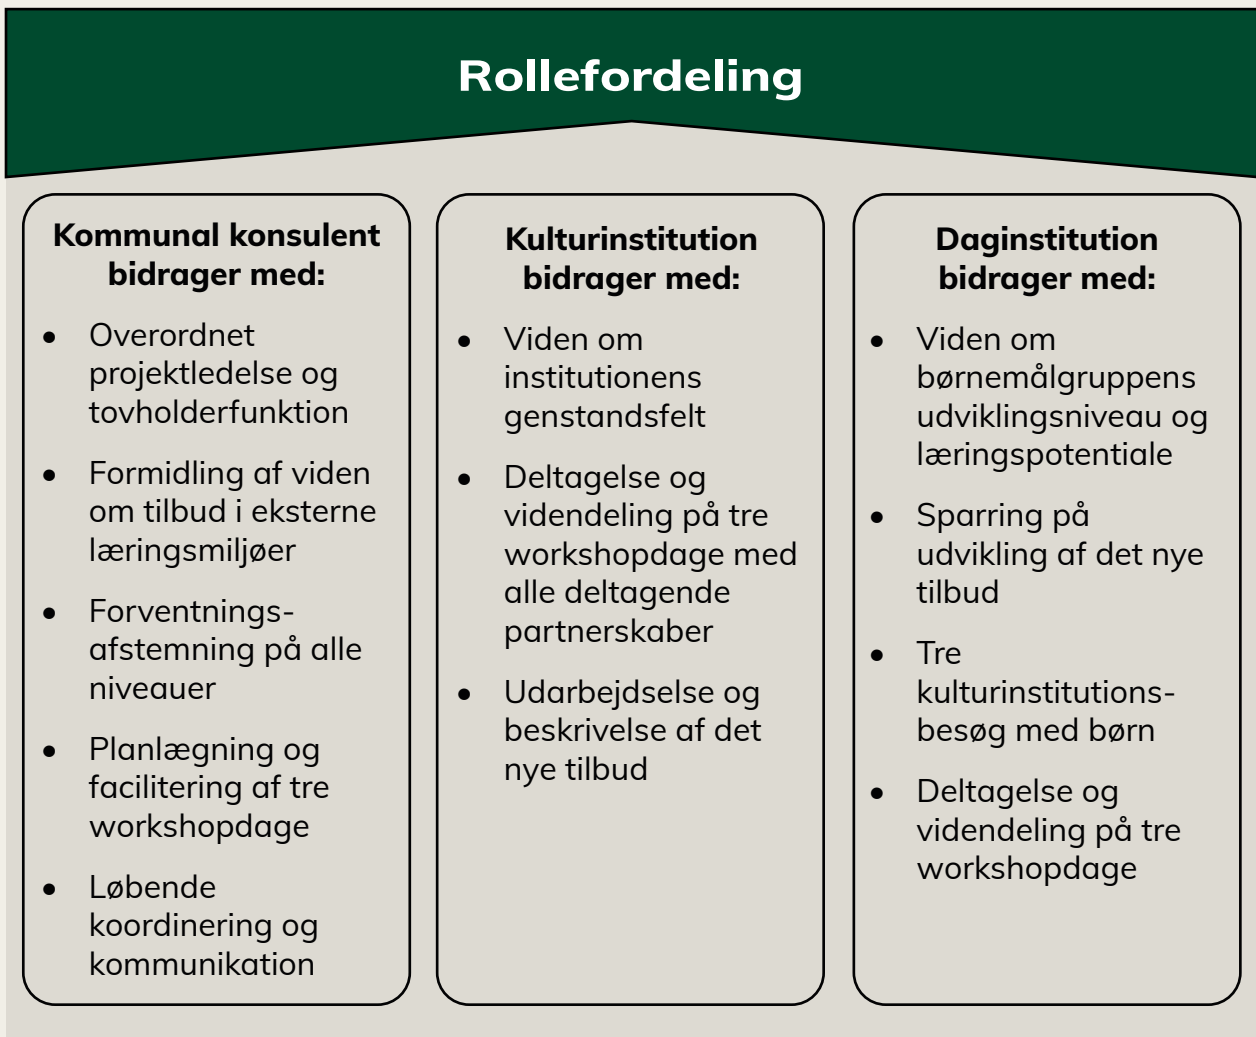 Rollefordeling
Kommunal konsulent
bidrager med:
• Overordnet
projektledelse og
tovholderfunktion
• Formidling af viden
om tilbud i eksterne
læringsmiljøer
• Forventnings-
afstemning på alle
niveauer
• Planlægning og
facilitering af tre
workshopdage
• Løbende
koordinering og
kommunikation
Kulturinstitution
bidrager med:
• Viden om
institutionens
genstandsfelt
• Deltagelse og
videndeling på tre
workshopdage med
alle deltagende
partnerskaber
• Udarbejdselse og
beskrivelse af det
nye tilbud
Daginstitution
bidrager med:
• Viden om
børnemålgruppens
udviklingsniveau og
læringspotentiale
• Sparring på
udvikling af det nye
tilbud
• Tre
kulturinstitutions-
besøg med børn
• Deltagelse og
videndeling på tre
workshopdage